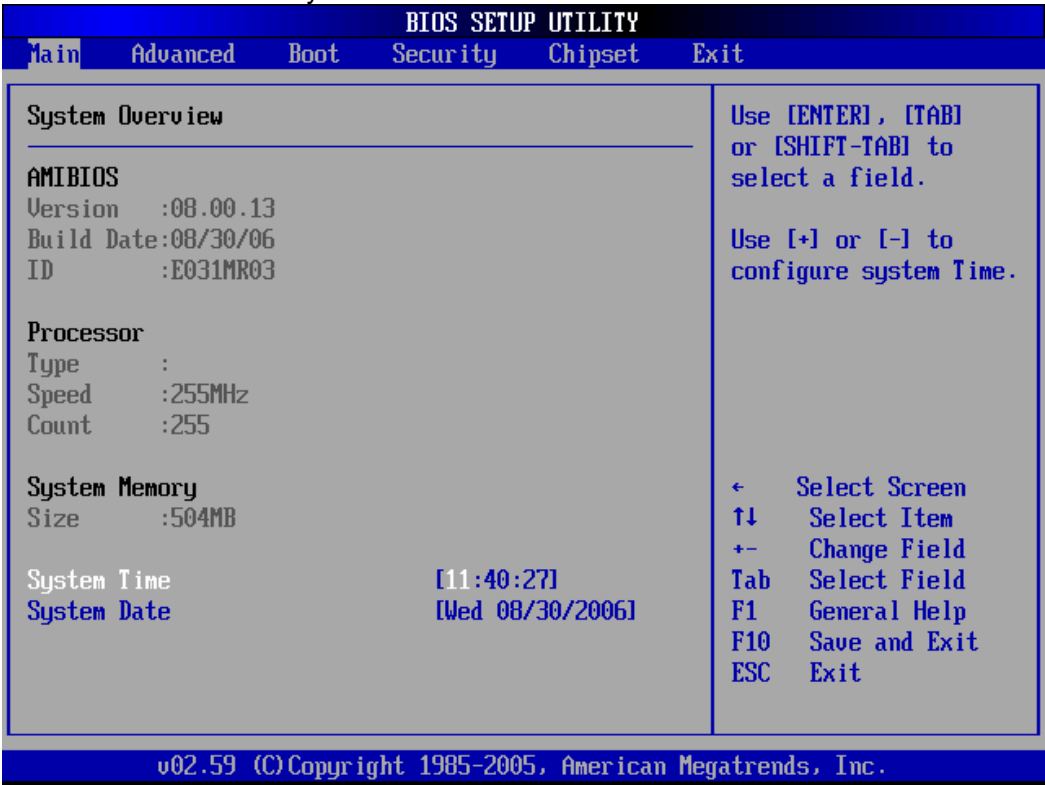 BIOS SETUP UTILITY
Main Advanced Boot Security Chipset Exit
System Overview
AMIBIOS
Version :08.00.13
Build Date:08/30/06
ID :E031MR03
Processor
Type :
Speed :255MHz
Count :255
System Memory
Size :504MB
System Time [11:40:27]
System Date [Wed 08/30/2006]
Use [ENTER], [TAB]
or [SHIFT-TAB] to
select a field.
Use [+] or [-] to
configure system Time.
← Select Screen
↑↓ Select Item
+- Change Field
Tab Select Field
F1 General Help
F10 Save and Exit
ESC Exit
v02.59 (C)Copyright 1985-2005, American Megatrends, Inc.